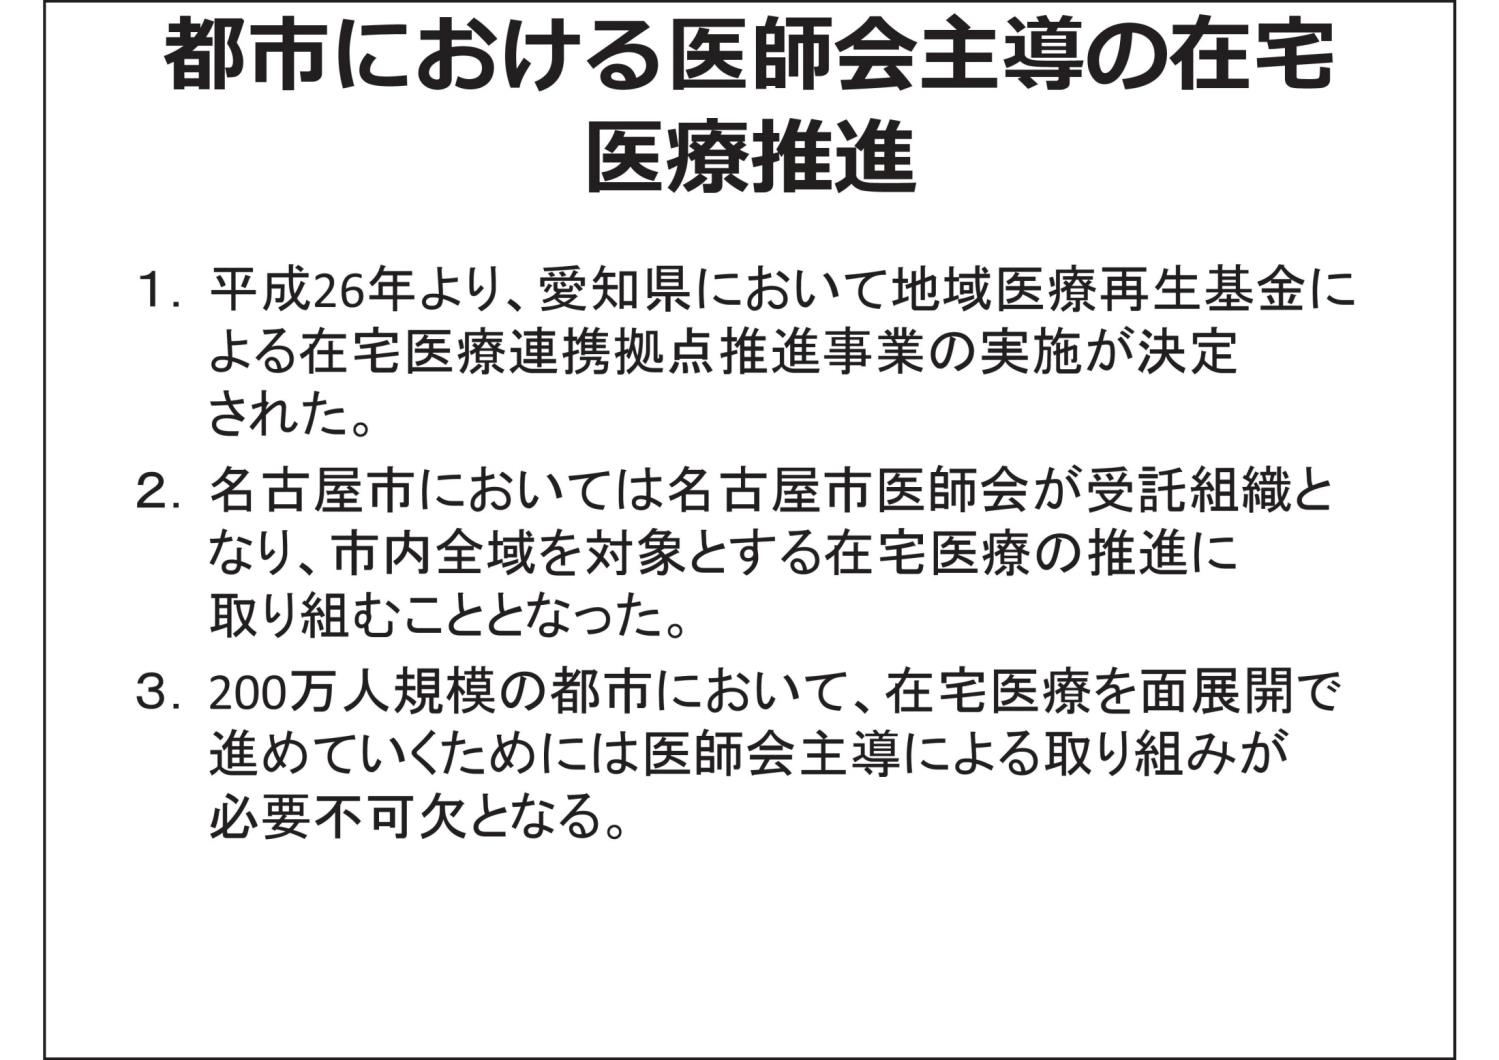 都市における医師会主導の在宅
医療推進
１．平成26年より、愛知県において地域医療再生基金に
よる在宅医療連携拠点推進事業の実施が決定
された。
２．名古屋市においては名古屋市医師会が受託組織と
なり、市内全域を対象とする在宅医療の推進に
取り組むこととなった。
３．200万人規模の都市において、在宅医療を面展開で
進めていくためには医師会主導による取り組みが
必要不可欠となる。